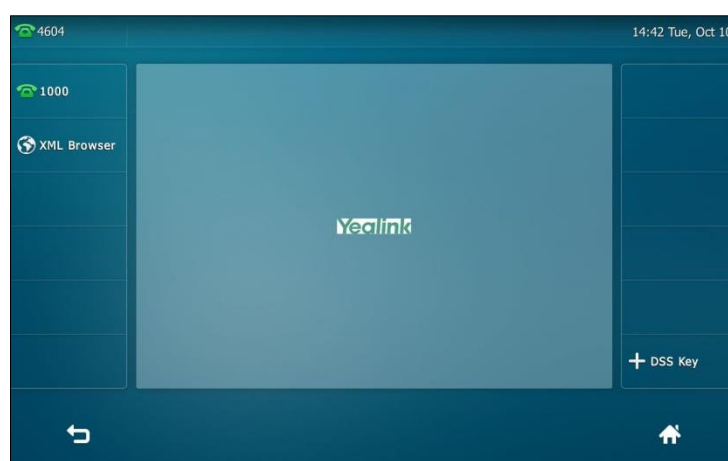 4604
14:42 Tue, Oct 10
1000
XML Browser
Yealink
DSS Key